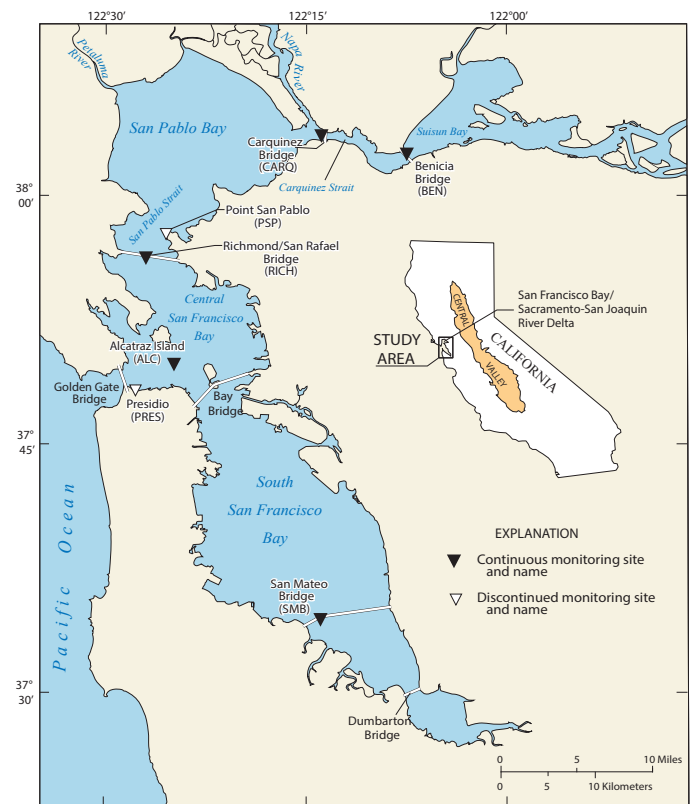 122°30'
122°15'
122°00'
Petaluma
River
Napa River
San Pablo Bay
Suisun Bay
Carquinez
Bridge
(CARQ)
Benicia
Bridge
(BEN)
Carquinez Strait
38°
00'
San Pablo Strait
Point San Pablo
(PSP)
Richmond/San Rafael
Bridge
(RICH)
Central
San Francisco
Bay
San Francisco Bay/
Sacramento-San Joaquin
River Delta
CENTRAL
VALLEY
CALIFORNIA
STUDY
AREA
Alcatraz Island
(ALC)
Golden Gate
Bridge
Presidio
(PRES)
Bay
Bridge
37°
45'
South
San Francisco
Bay
Pacific Ocean
EXPLANATION
Continuous monitoring site
and name
Discontinued monitoring site
and name
San Mateo
Bridge
(SMB)
37°
30'
Dumbarton
Bridge
0 5 10 Miles
0 5 10 Kilometers